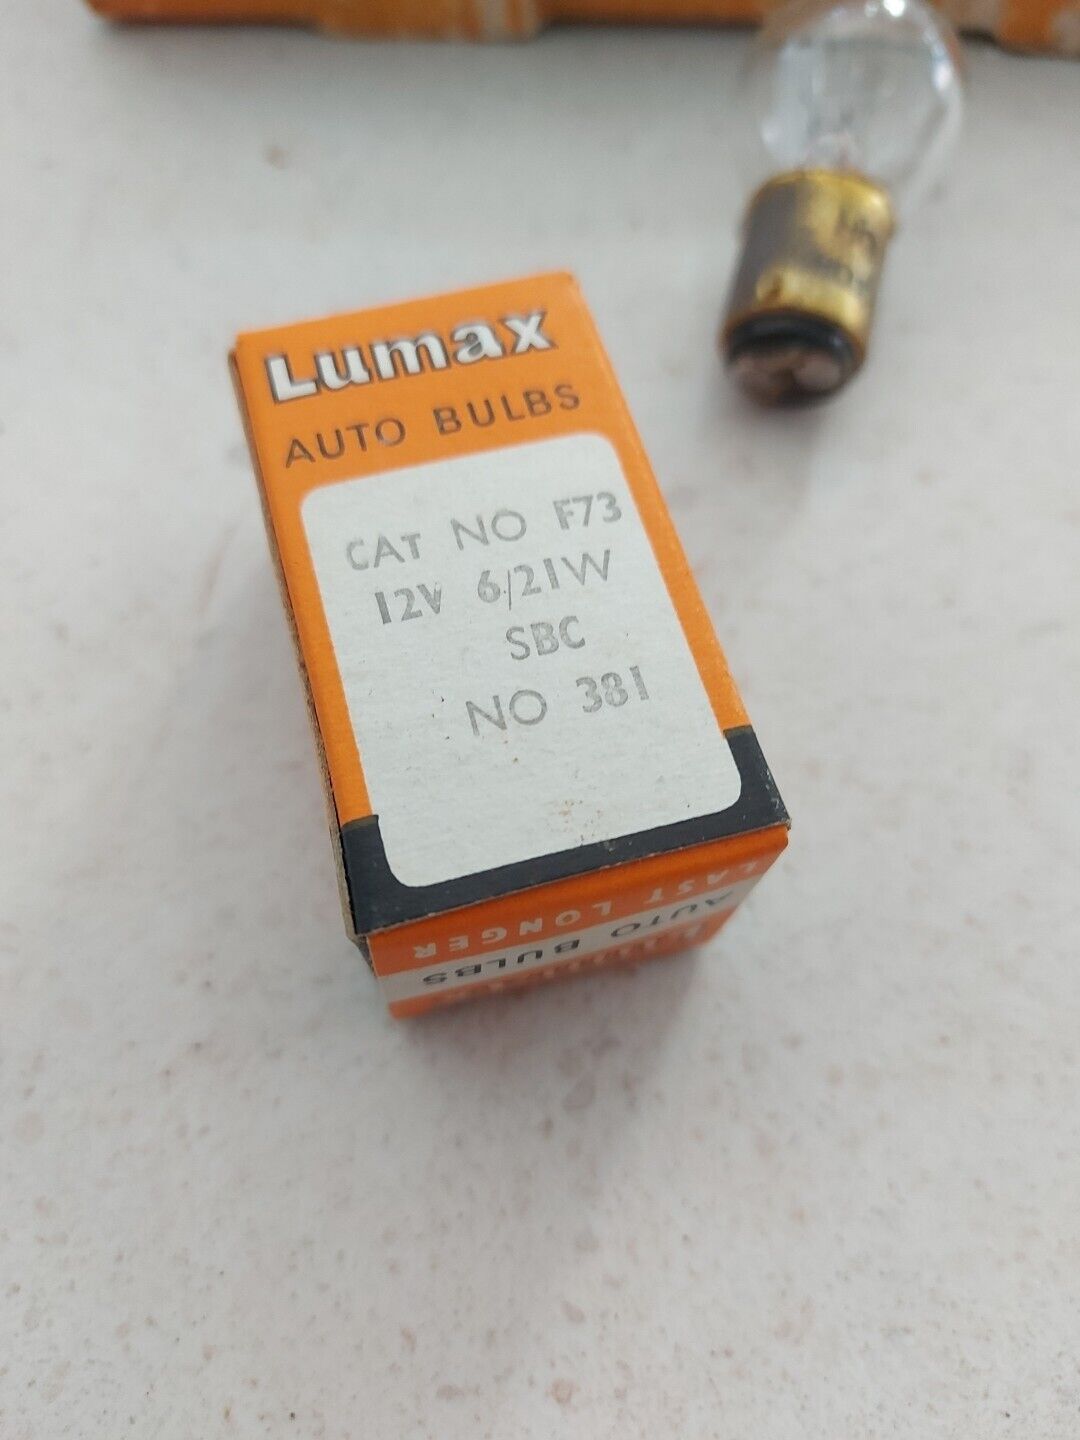 Lumax
AUTO BULBS
CAT NO F73
12V 6/21W
SBC
NO 381
LAST LONGER
AUTO BULBS